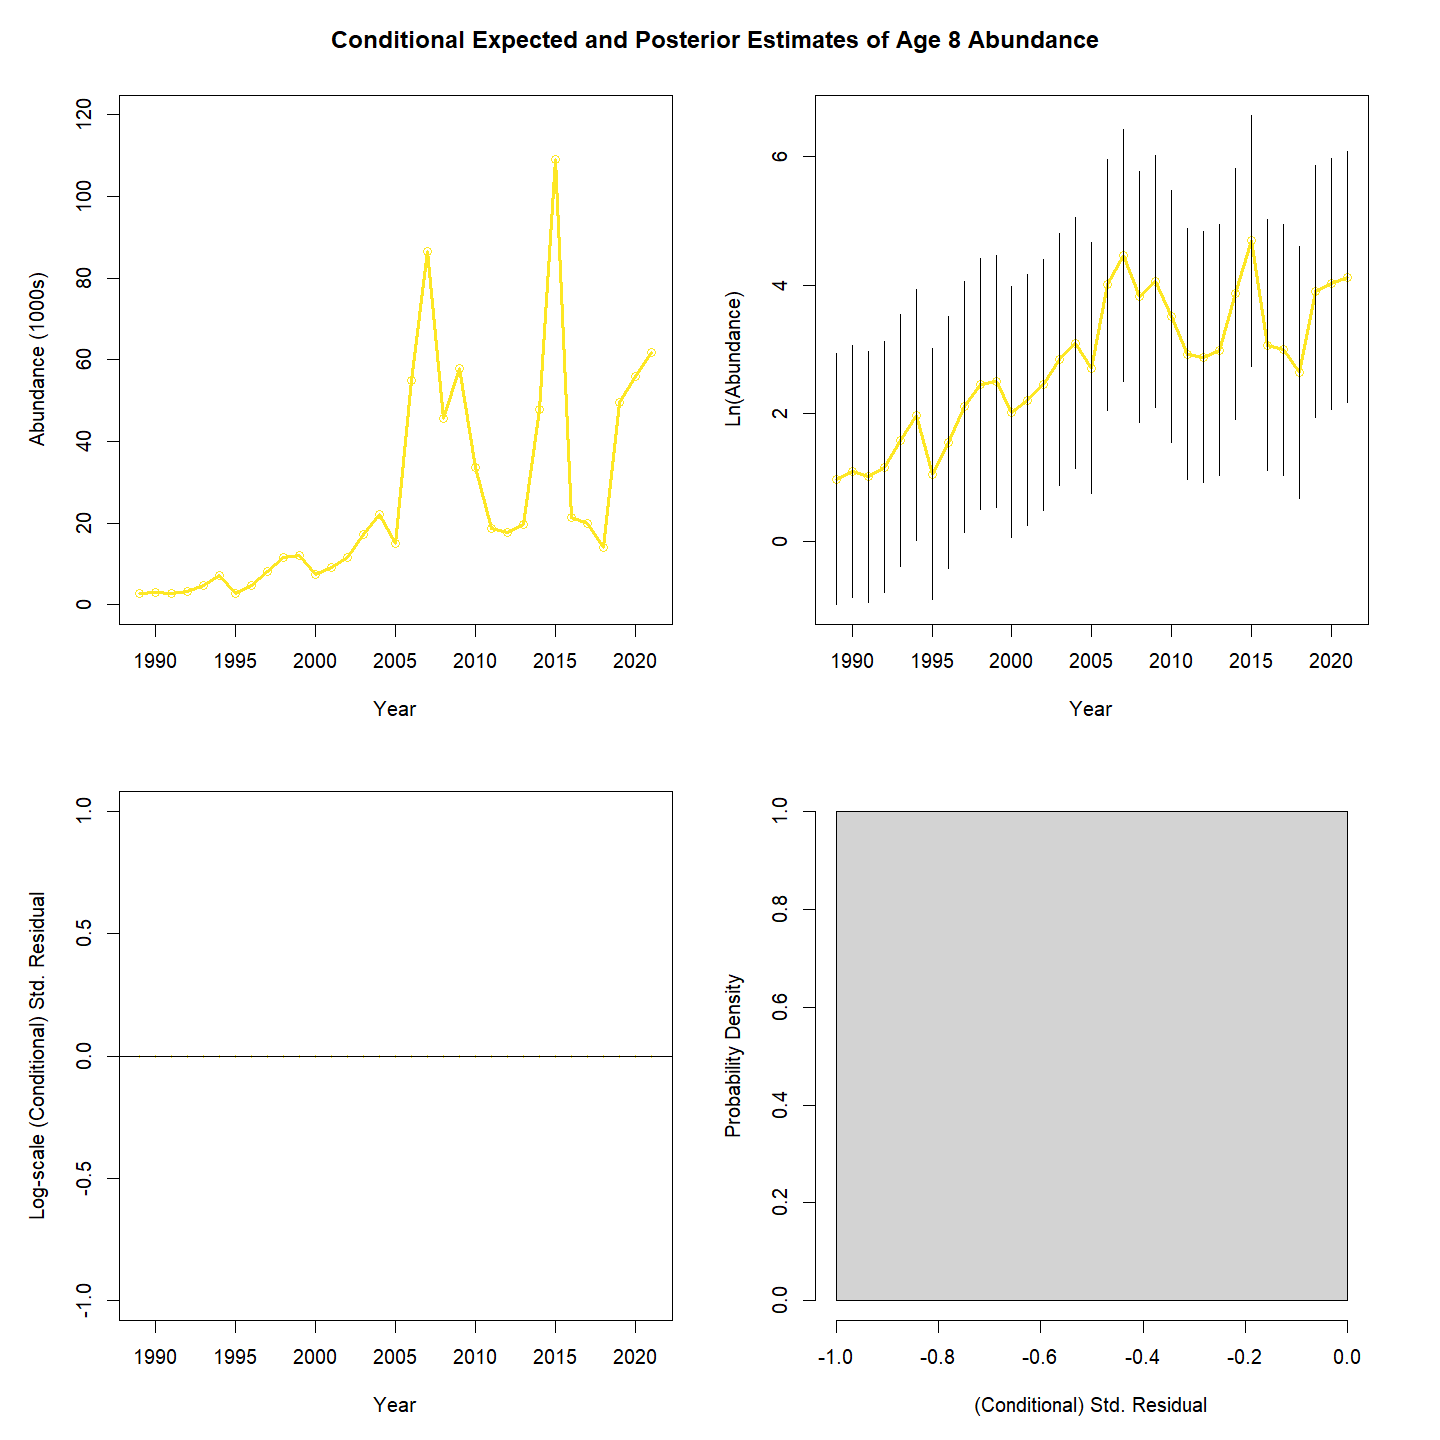 Conditional Expected and Posterior Estimates of Age 8 Abundance
Abundance (1000s)
120
100
80
60
40
20
0
1990 1995 2000 2005 2010 2015 2020
Year
Ln(Abundance)
6
4
2
0
1990 1995 2000 2005 2010 2015 2020
Year
Log-scale (Conditional) Std. Residual
1.0
0.5
0.0
-0.5
-1.0
1990 1995 2000 2005 2010 2015 2020
Year
Probability Density
1.0
0.8
0.6
0.4
0.2
0.0
-1.0 -0.8 -0.6 -0.4 -0.2 0.0
(Conditional) Std. Residual